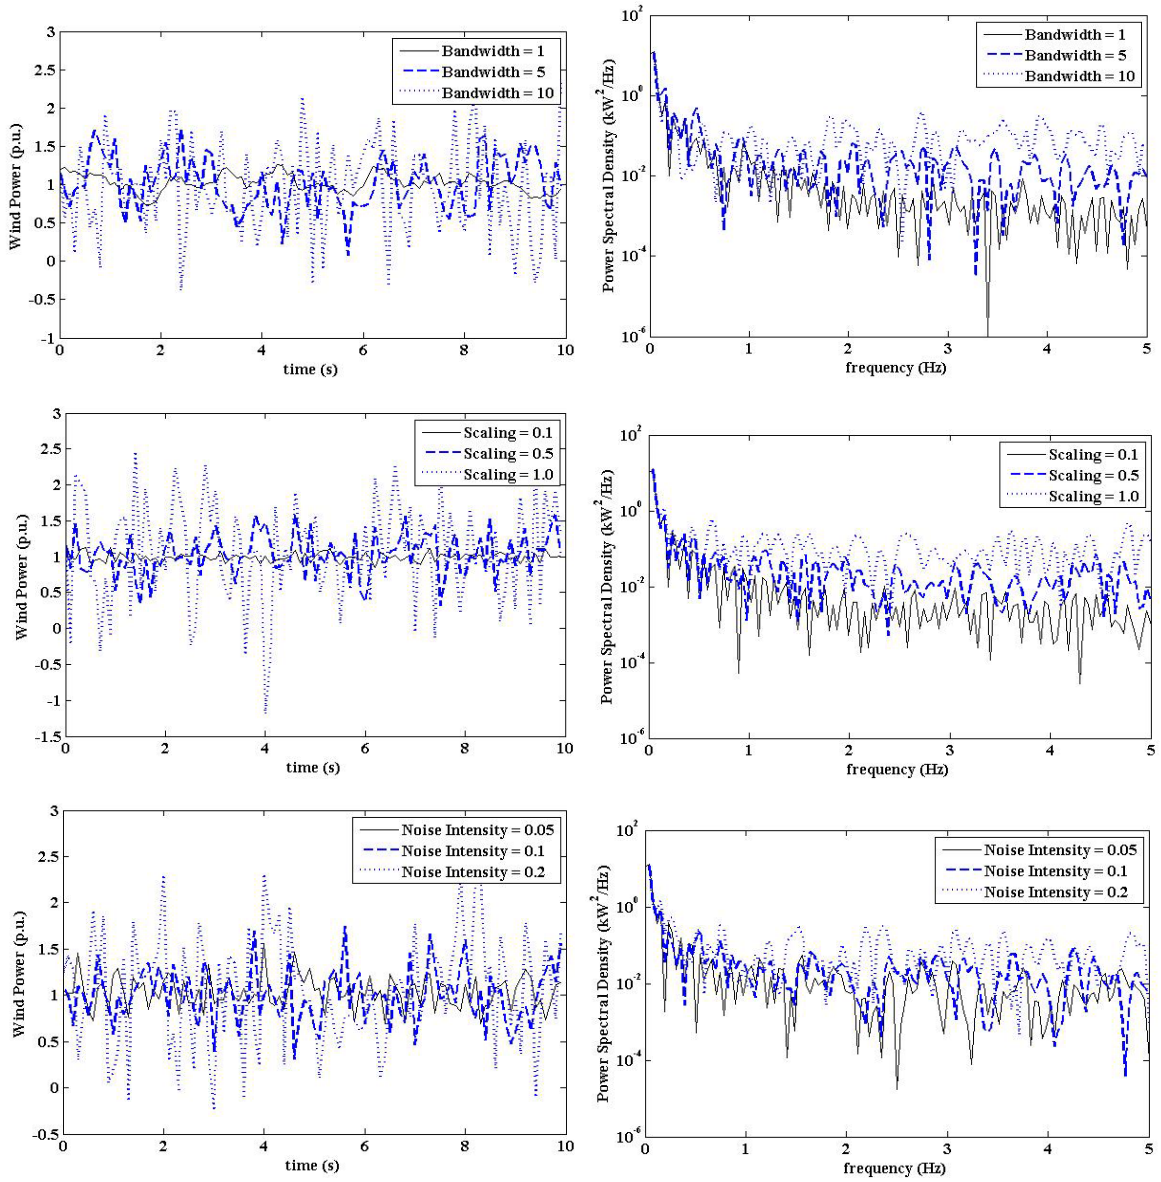 3
2.5
2
1.5
1
0.5
0
-0.5
-1
Wind Power (p.u.)
Bandwidth = 1
Bandwidth = 5
Bandwidth = 10
0 2 4 6 8 10
time (s)
10^2
10^0
10^-2
10^-4
10^-6
Power Spectral Density (kW^2/Hz)
Bandwidth = 1
Bandwidth = 5
Bandwidth = 10
0 1 2 3 4 5
frequency (Hz)
3
2.5
2
1.5
1
0.5
0
-0.5
-1
-1.5
Wind Power (p.u.)
Scaling = 0.1
Scaling = 0.5
Scaling = 1.0
0 2 4 6 8 10
time (s)
10^2
10^0
10^-2
10^-4
10^-6
Power Spectral Density (kW^2/Hz)
Scaling = 0.1
Scaling = 0.5
Scaling = 1.0
0 1 2 3 4 5
frequency (Hz)
3
2.5
2
1.5
1
0.5
0
-0.5
Wind Power (p.u.)
Noise Intensity = 0.05
Noise Intensity = 0.1
Noise Intensity = 0.2
0 2 4 6 8 10
time (s)
10^2
10^0
10^-2
10^-4
10^-6
Power Spectral Density (kW^2/Hz)
Noise Intensity = 0.05
Noise Intensity = 0.1
Noise Intensity = 0.2
0 1 2 3 4 5
frequency (Hz)